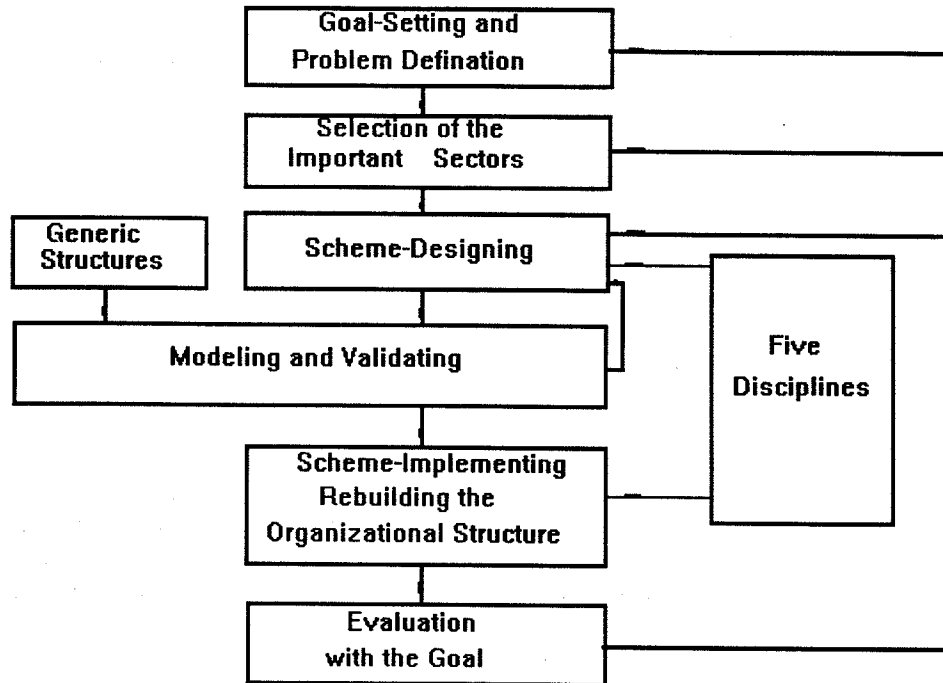 Goal-Setting and
Problem Defination
Selection of the
Important Sectors
Generic
Structures
Scheme-Designing
Modeling and Validating
Five
Disciplines
Scheme-Implementing
Rebuilding the
Organizational Structure
Evaluation
with the Goal